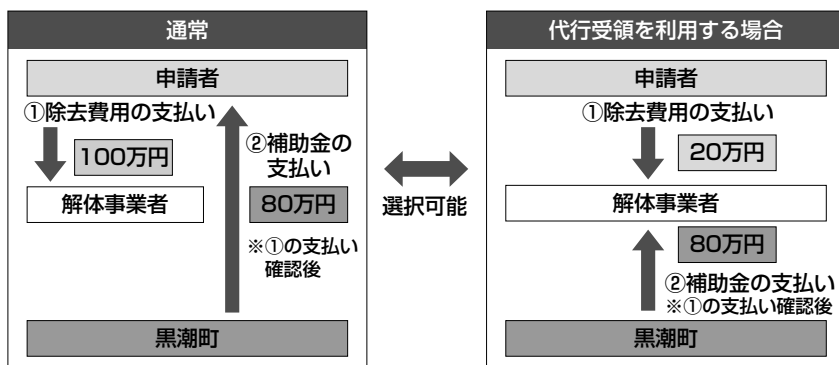 通常
申請者
①除去費用の支払い
100万円
②補助金の
支払い
解体事業者
80万円
※①の支払い
確認後
黒潮町
選択可能
代行受領を利用する場合
申請者
①除去費用の支払い
20万円
解体事業者
80万円
②補助金の支払い
※①の支払い確認後
黒潮町